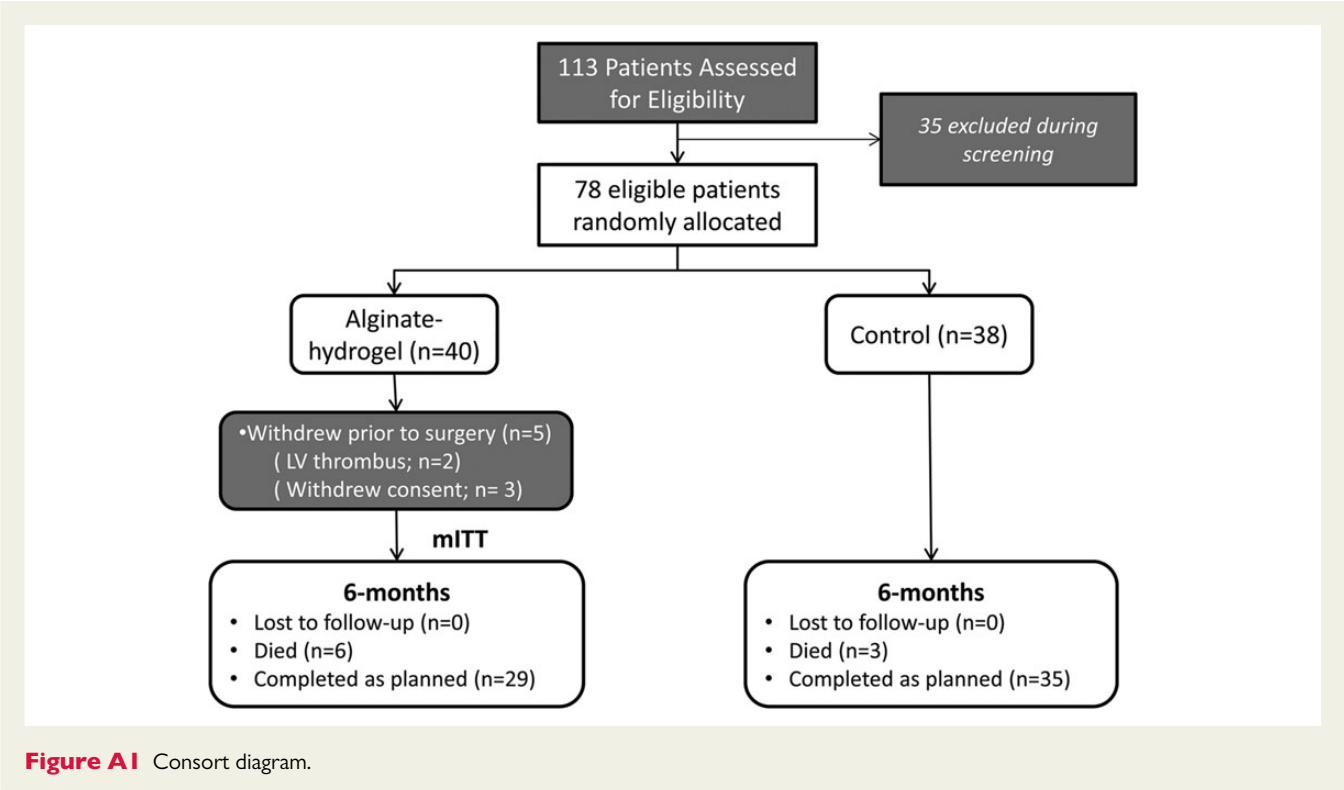 113 Patients Assessed
for Eligibility
35 excluded during
screening
78 eligible patients
randomly allocated
Alginate-
hydrogel (n=40)
Control (n=38)
•Withdrew prior to surgery (n=5)
( LV thrombus; n=2)
( Withdrew consent; n= 3)
mITT
6-months
• Lost to follow-up (n=0)
• Died (n=6)
• Completed as planned (n=29)
6-months
• Lost to follow-up (n=0)
• Died (n=3)
• Completed as planned (n=35)
Figure A1 Consort diagram.